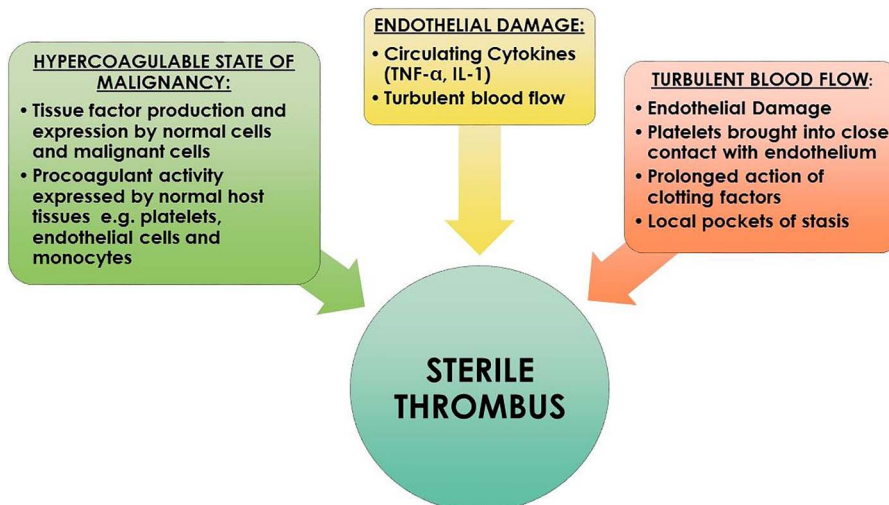 HYPERCOAGULABLE STATE OF
MALIGNANCY:
• Tissue factor production and
expression by normal cells
and malignant cells
• Procoagulant activity
expressed by normal host
tissues e.g. platelets,
endothelial cells and
monocytes
ENDOTHELIAL DAMAGE:
• Circulating Cytokines
(TNF-α, IL-1)
• Turbulent blood flow
TURBULENT BLOOD FLOW:
• Endothelial Damage
• Platelets brought into close
contact with endothelium
• Prolonged action of
clotting factors
• Local pockets of stasis
STERILE
THROMBUS